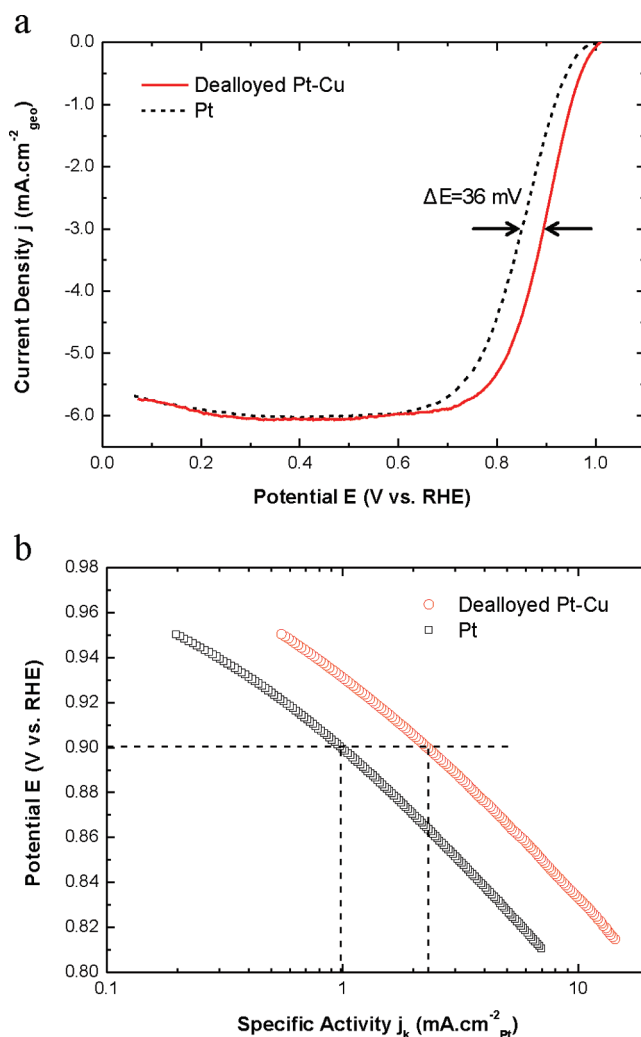 a
0.0
-1.0
-2.0
-3.0
-4.0
-5.0
-6.0
Current Density j (mA.cm⁻²geo)
Dealloyed Pt-Cu
Pt
ΔE=36 mV
0.0 0.2 0.4 0.6 0.8 1.0
Potential E (V vs. RHE)
b
0.98
0.96
0.94
0.92
0.90
0.88
0.86
0.84
0.82
0.80
Potential E (V vs. RHE)
Dealloyed Pt-Cu
Pt
0.1 1 10
Specific Activity jk (mA.cm⁻²Pt)